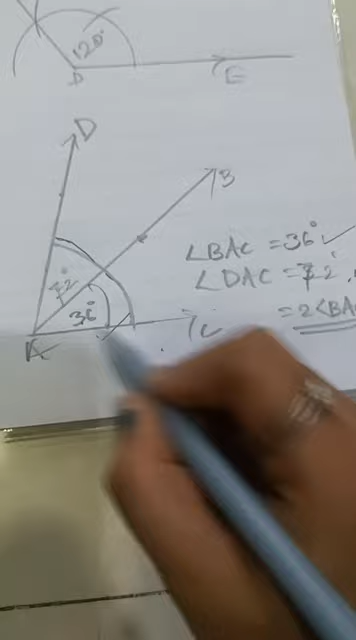 120°
D E
D
B
∠BAC = 36°
72° ∠DAC = 72°
36° C = 2∠BA
A